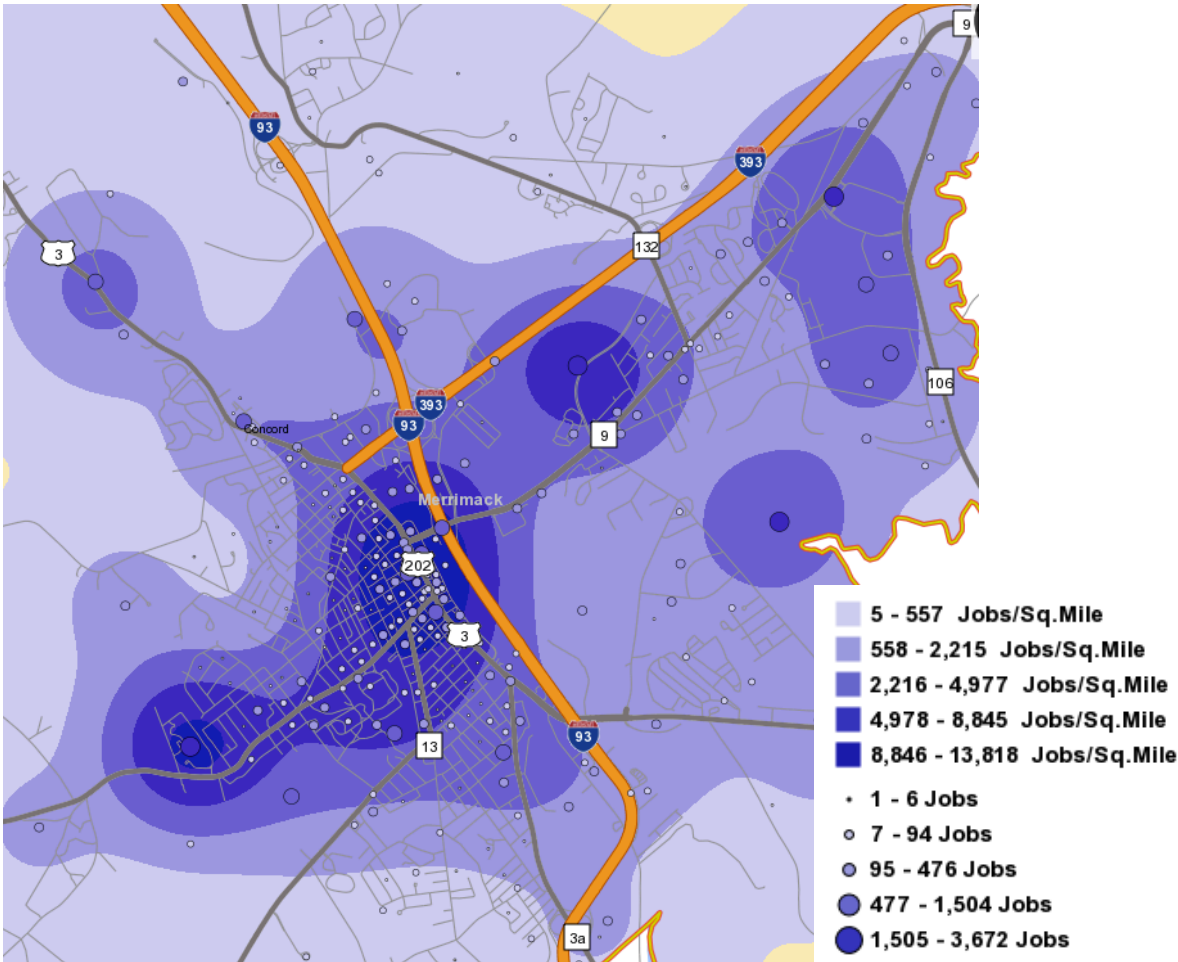 9
93
393
132
3
106
393
93
Concord
9
Merrimack
202
3
93
13
3a
5 - 557 Jobs/Sq.Mile
558 - 2,215 Jobs/Sq.Mile
2,216 - 4,977 Jobs/Sq.Mile
4,978 - 8,845 Jobs/Sq.Mile
8,846 - 13,818 Jobs/Sq.Mile
1 - 6 Jobs
7 - 94 Jobs
95 - 476 Jobs
477 - 1,504 Jobs
1,505 - 3,672 Jobs